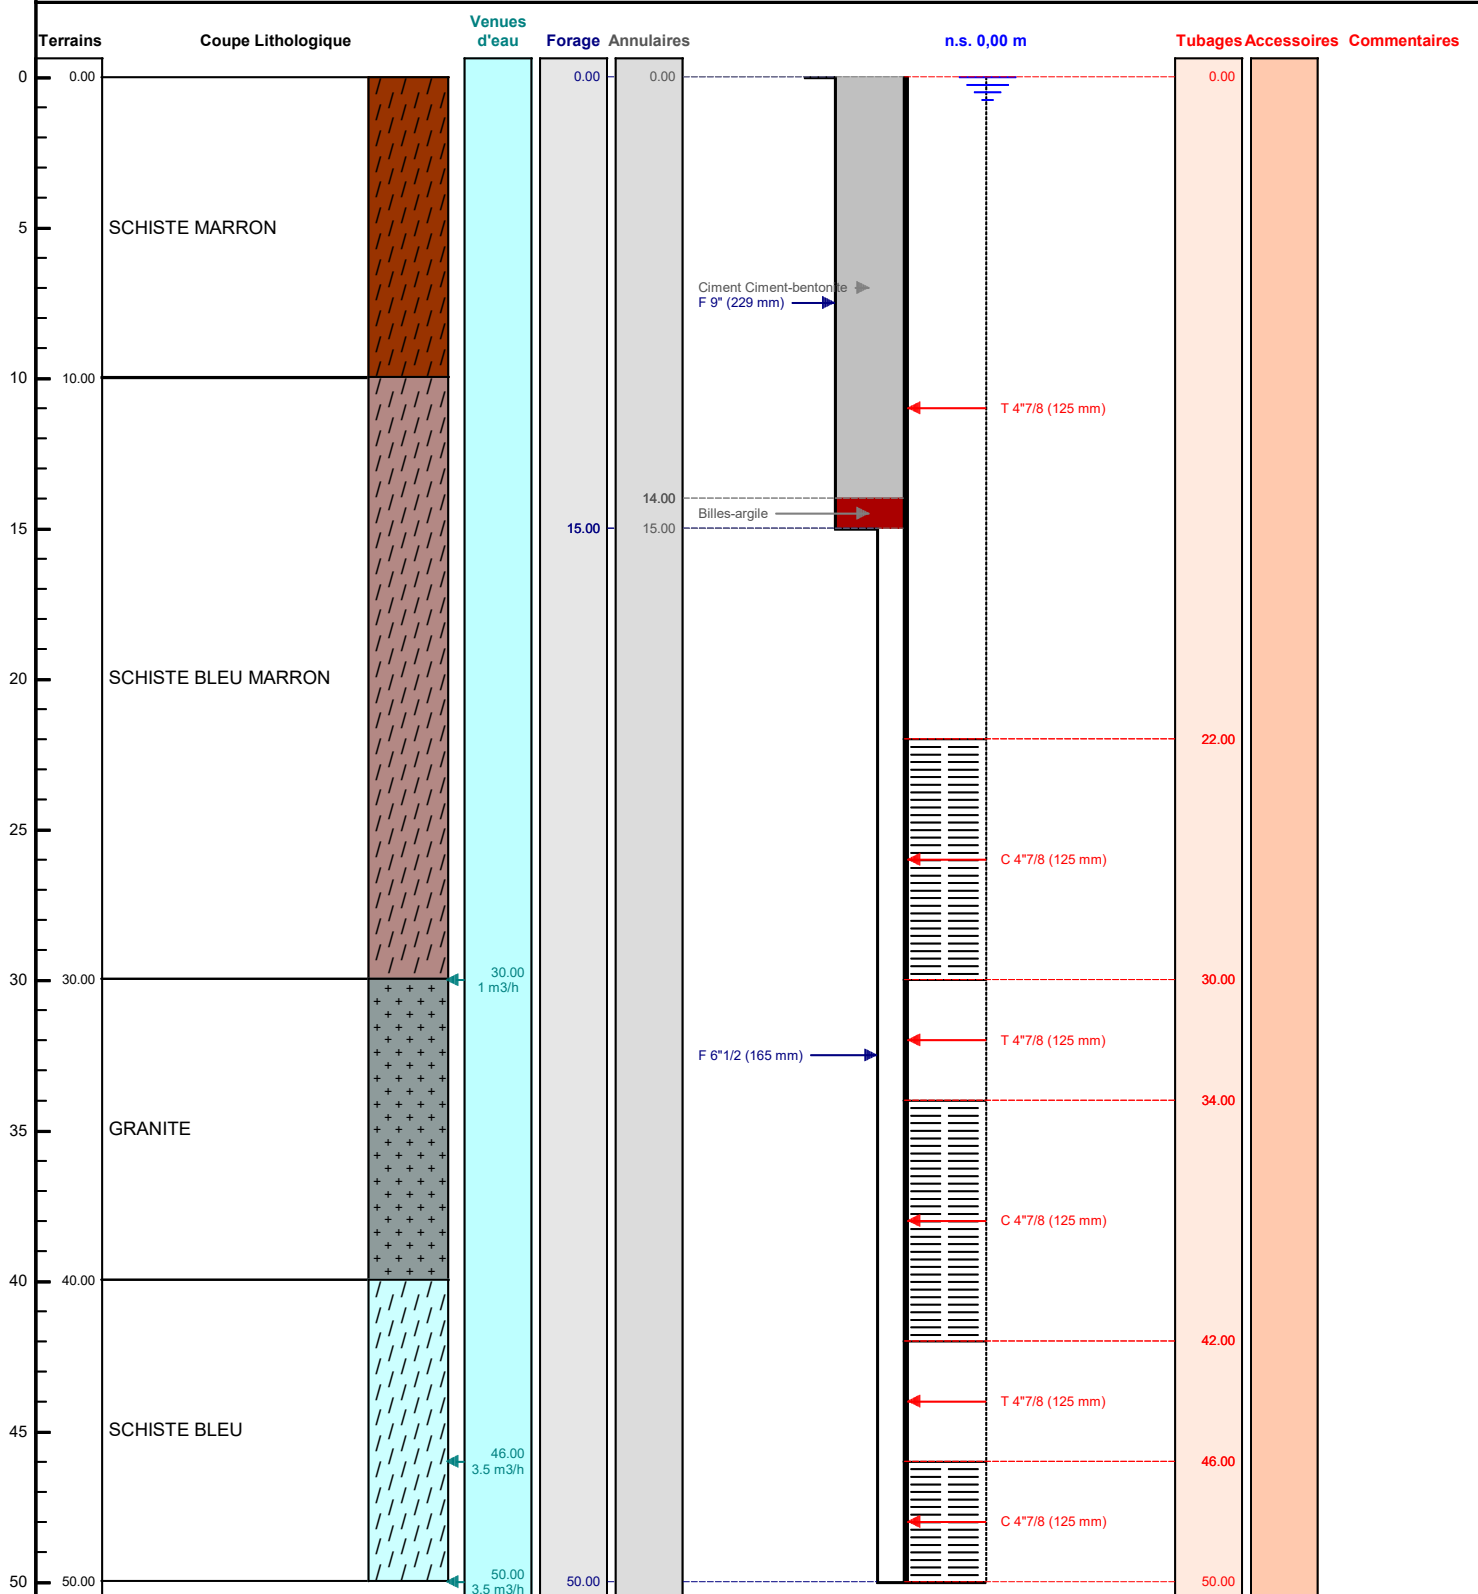 Terrains
Coupe Lithologique
Venues
d'eau
Forage
Annulaires
n.s. 0,00 m
Tubages
Accessoires
Commentaires
0
0.00
0.00
0.00
0.00
5
SCHISTE MARRON
Ciment Ciment-bentonite
F 9" (229 mm)
10
10.00
T 4"7/8 (125 mm)
14.00
Billes-argile
15
15.00
15.00
20
SCHISTE BLEU MARRON
22.00
25
C 4"7/8 (125 mm)
30
30.00
30.00
1 m3/h
30.00
T 4"7/8 (125 mm)
F 6"1/2 (165 mm)
34.00
35
GRANITE
C 4"7/8 (125 mm)
40
40.00
42.00
T 4"7/8 (125 mm)
45
SCHISTE BLEU
46.00
3.5 m3/h
46.00
C 4"7/8 (125 mm)
50
50.00
50.00
3.5 m3/h
50.00
50.00